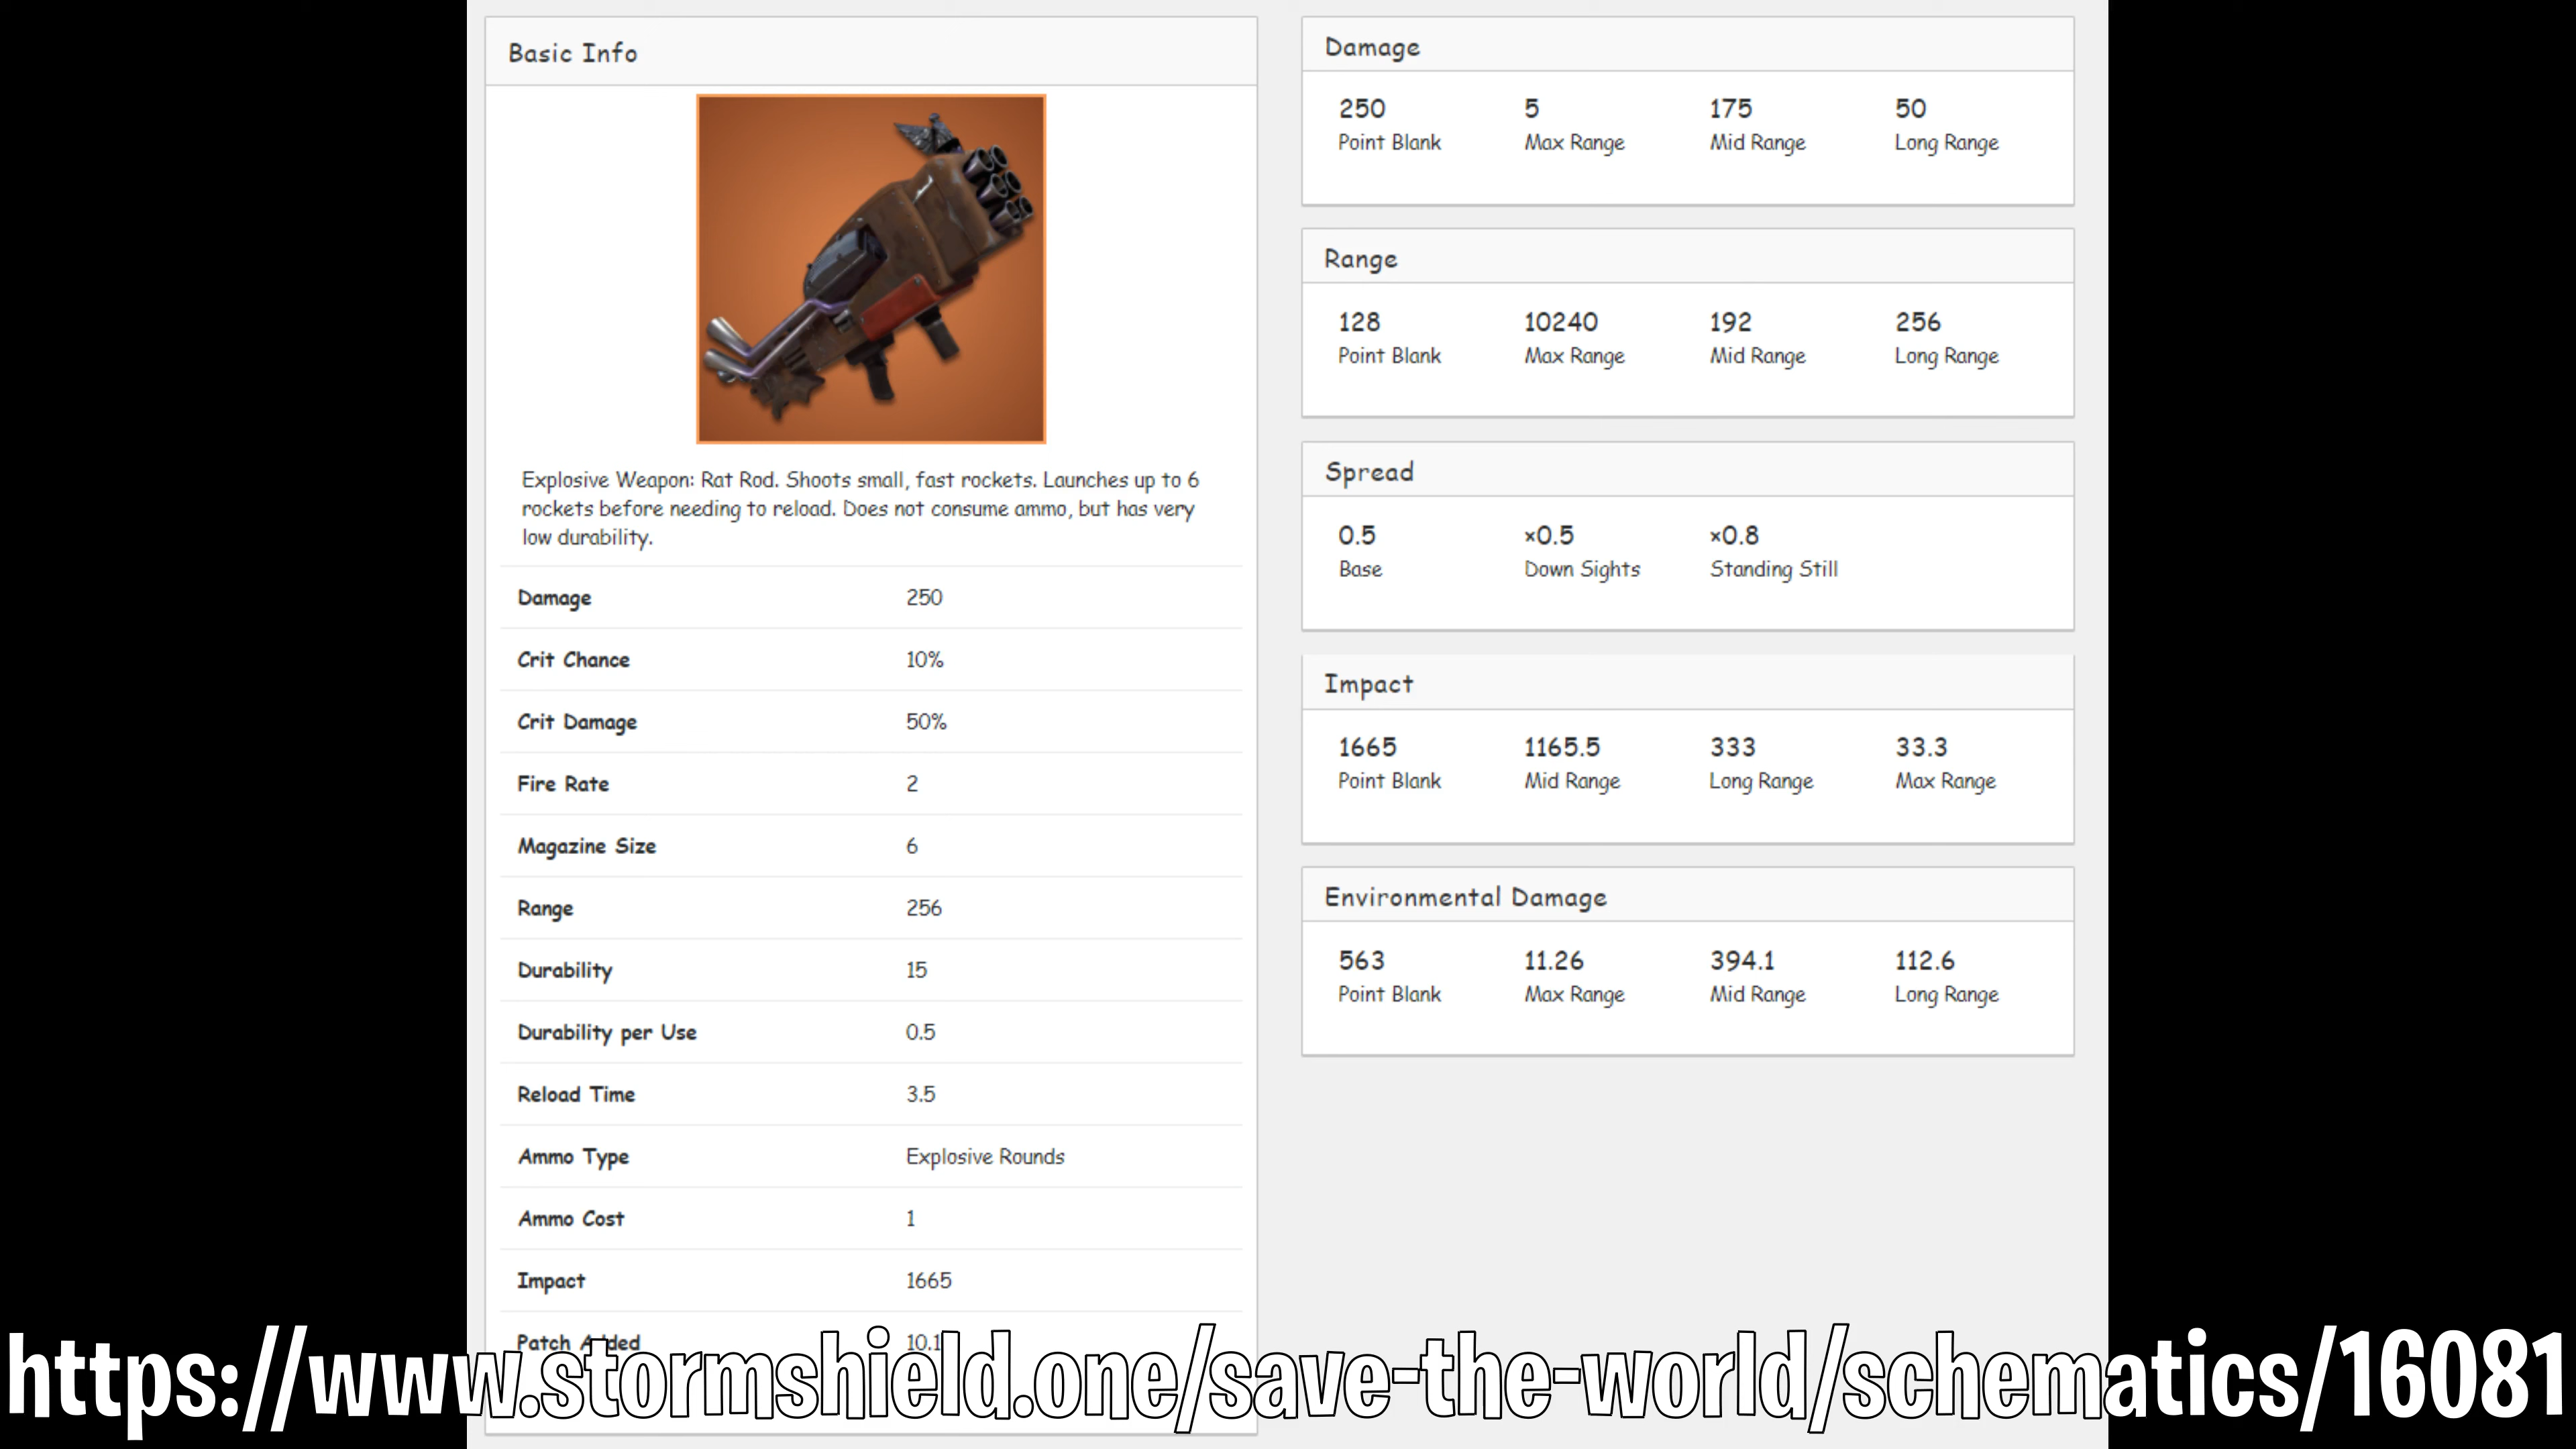 Basic Info
Explosive Weapon: Rat Rod. Shoots small, fast rockets. Launches up to 6
rockets before needing to reload. Does not consume ammo, but has very
low durability.
Damage 250
Crit Chance 10%
Crit Damage 50%
Fire Rate 2
Magazine Size 6
Range 256
Durability 15
Durability per Use 0.5
Reload Time 3.5
Ammo Type Explosive Rounds
Ammo Cost 1
Impact 1665
Patch Added 10.1
Damage
250 5 175 50
Point Blank Max Range Mid Range Long Range
Range
128 10240 192 256
Point Blank Max Range Mid Range Long Range
Spread
0.5 ×0.5 ×0.8
Base Down Sights Standing Still
Impact
1665 1165.5 333 33.3
Point Blank Mid Range Long Range Max Range
Environmental Damage
563 11.26 394.1 112.6
Point Blank Max Range Mid Range Long Range
https://www.stormshield.one/save-the-world/schematics/16081